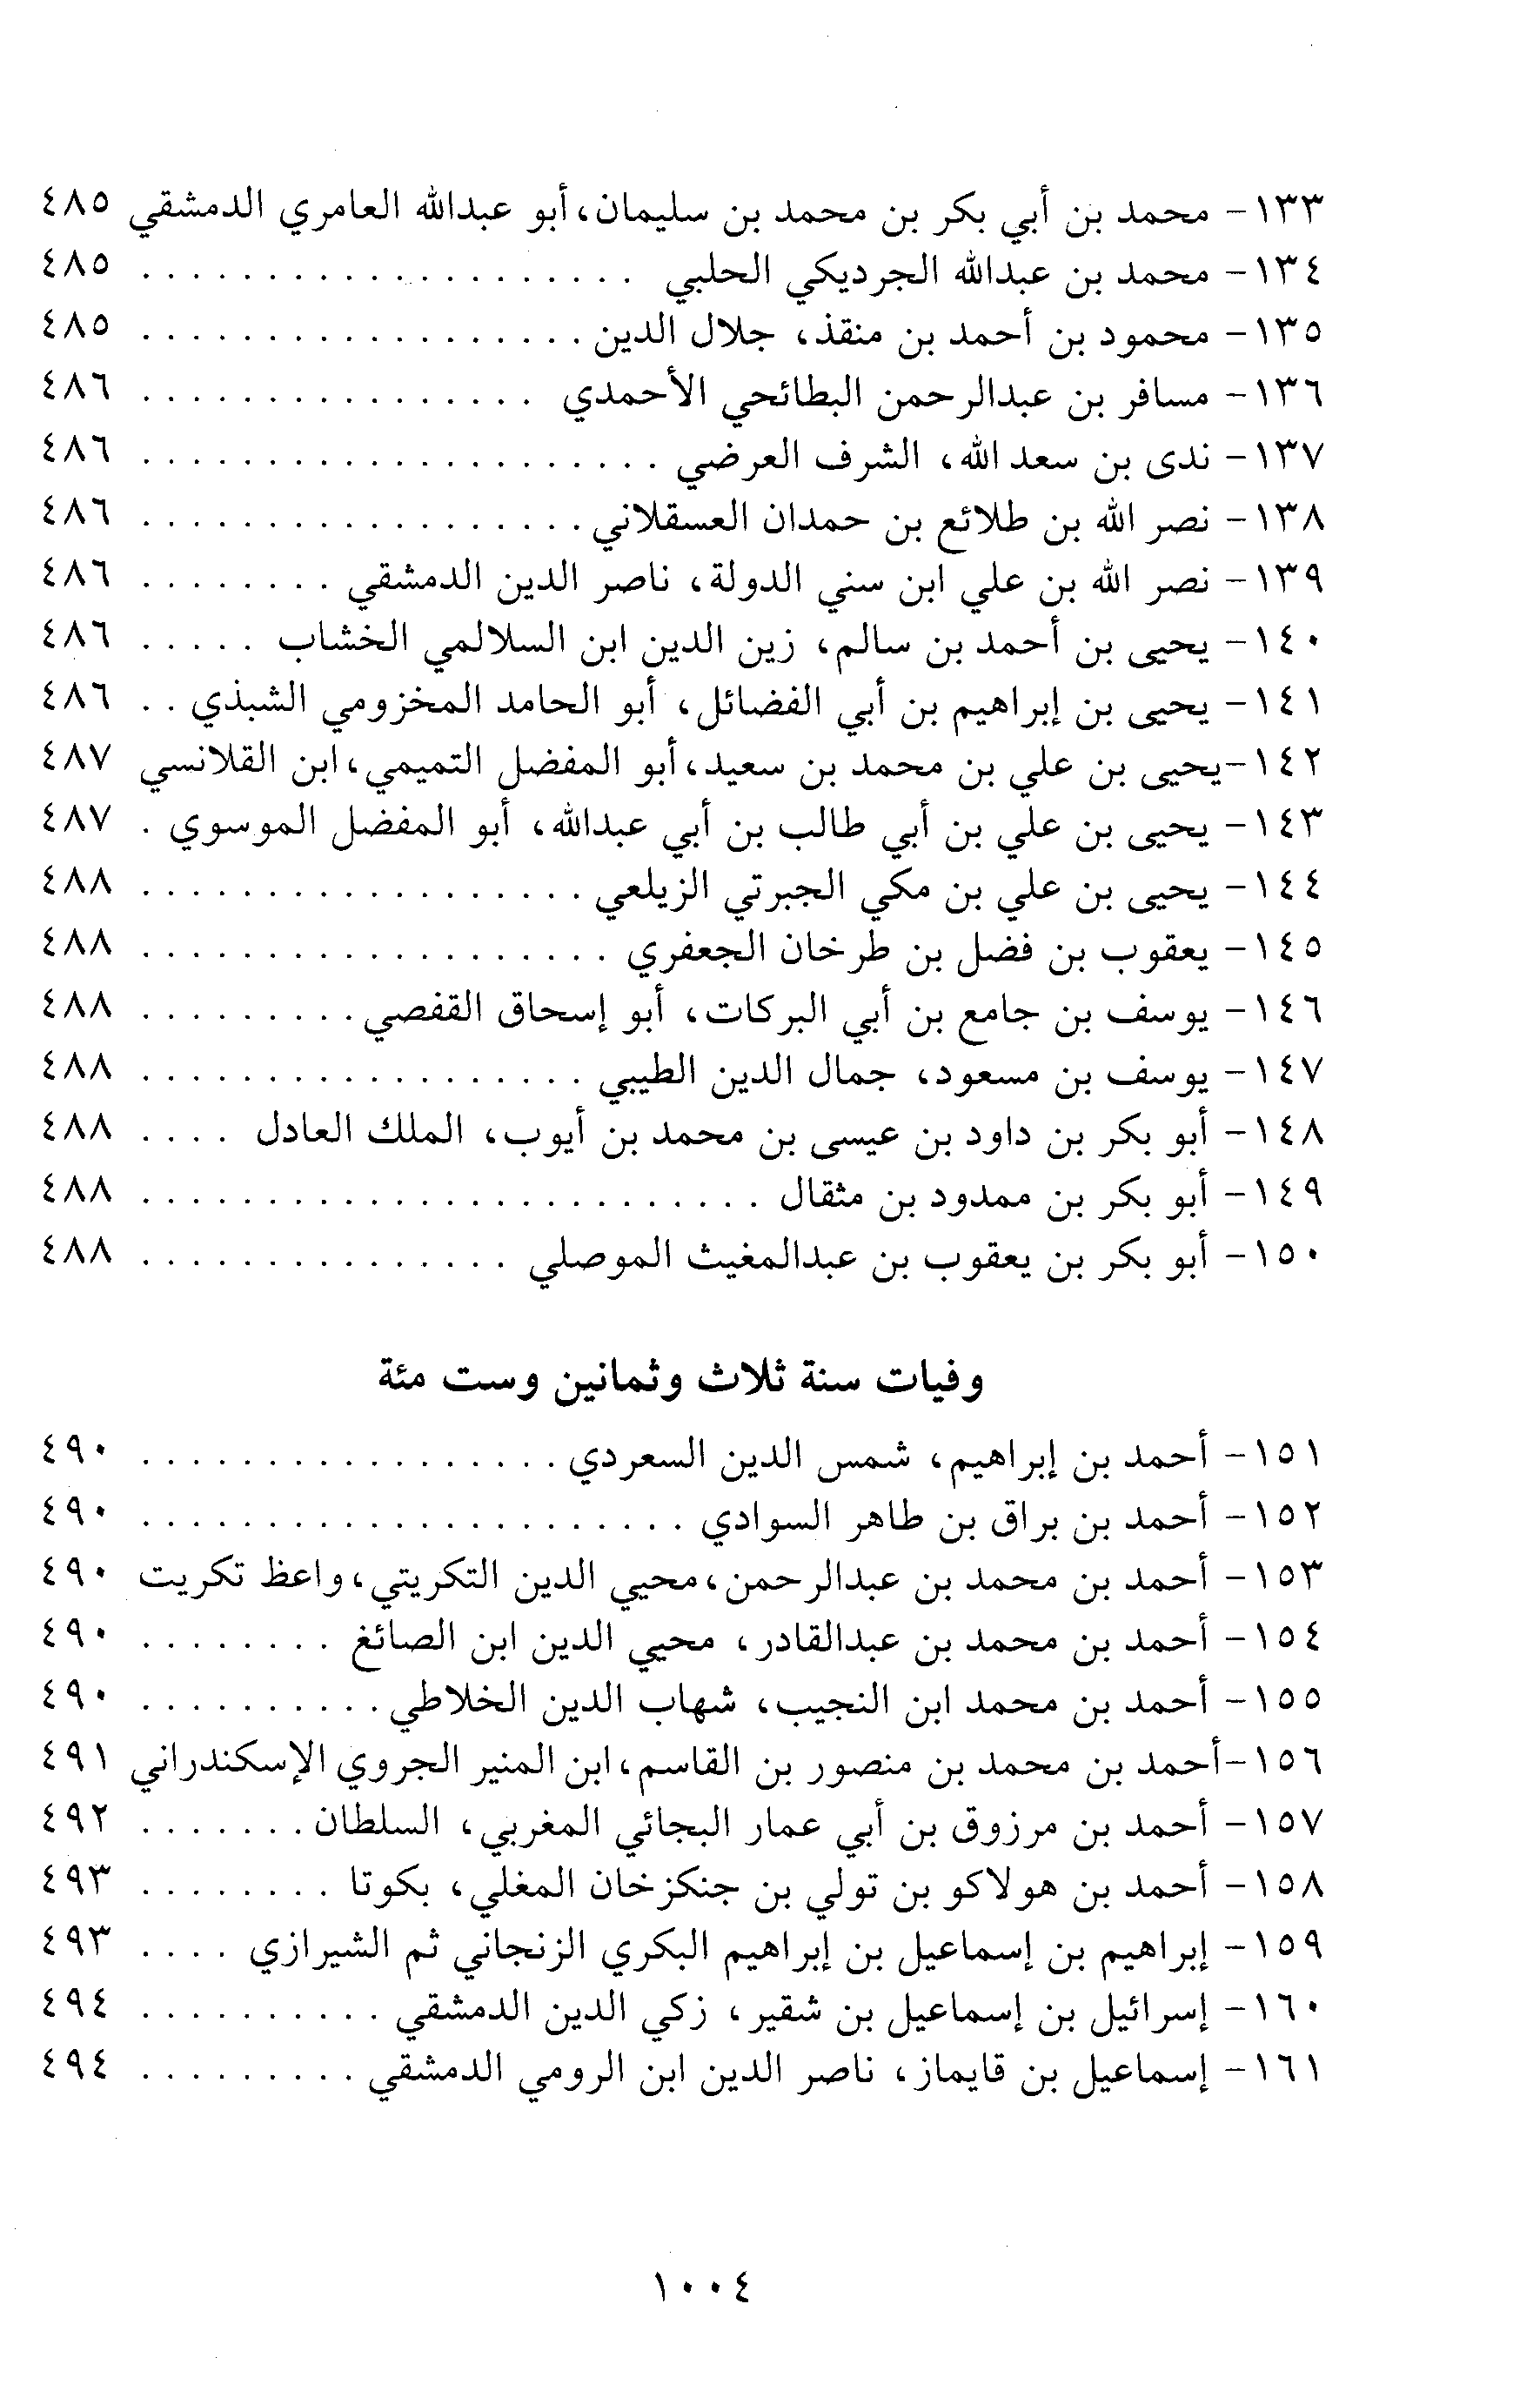 ١٣٣- محمد بن أبي بكر بن محمد بن سليمان، أبو عبدالله العامري الدمشقي ٤٨٥
١٣٤- محمد بن عبدالله الجرديكي الحلبي . . . . . . . . . . . . . . . . . . . . ٤٨٥
١٣٥- محمود بن أحمد بن منقذ، جلال الدين . . . . . . . . . . . . . . . . . . ٤٨٥
١٣٦- مسافر بن عبدالرحمن البطائحي الأحمدي . . . . . . . . . . . . . . . . ٤٨٦
١٣٧- ندى بن سعد الله، الشرف العرضي . . . . . . . . . . . . . . . . . . . . . ٤٨٦
١٣٨- نصر الله بن طلائع بن حمدان العسقلاني . . . . . . . . . . . . . . . . . . ٤٨٦
١٣٩- نصر الله بن علي ابن سني الدولة، ناصر الدين الدمشقي . . . . . . . . ٤٨٦
١٤٠- يحيى بن أحمد بن سالم، زين الدين ابن السلالمي الخشاب . . . . . ٤٨٦
١٤١- يحيى بن إبراهيم بن أبي الفضائل، أبو الحامد المخزومي الشبذي . . ٤٨٦
١٤٢- يحيى بن علي بن محمد بن سعيد، أبو المفضل التميمي، ابن القلانسي ٤٨٧
١٤٣- يحيى بن علي بن أبي طالب بن أبي عبدالله، أبو المفضل الموسوي . ٤٨٧
١٤٤- يحيى بن علي بن مكي الجبرتي الزيلعي . . . . . . . . . . . . . . . . . . ٤٨٨
١٤٥- يعقوب بن فضل بن طرخان الجعفري . . . . . . . . . . . . . . . . . . . ٤٨٨
١٤٦- يوسف بن جامع بن أبي البركات، أبو إسحاق القفصي . . . . . . . . . ٤٨٨
١٤٧- يوسف بن مسعود، جمال الدين الطيبي . . . . . . . . . . . . . . . . . . ٤٨٨
١٤٨- أبو بكر بن داود بن عيسى بن محمد بن أيوب، الملك العادل . . . . ٤٨٨
١٤٩- أبو بكر بن ممدود بن مثقال . . . . . . . . . . . . . . . . . . . . . . . . . ٤٨٨
١٥٠- أبو بكر بن يعقوب بن عبدالمغيث الموصلي . . . . . . . . . . . . . . . ٤٨٨
وفيات سنة ثلاث وثمانين وست مئة
١٥١- أحمد بن إبراهيم، شمس الدين السعردي . . . . . . . . . . . . . . . . . ٤٩٠
١٥٢- أحمد بن براق بن طاهر السوادي . . . . . . . . . . . . . . . . . . . . . . ٤٩٠
١٥٣- أحمد بن محمد بن عبدالرحمن، محيي الدين التكريتي، واعظ تكريت ٤٩٠
١٥٤- أحمد بن محمد بن عبدالقادر، محيي الدين ابن الصائغ . . . . . . . . ٤٩٠
١٥٥- أحمد بن محمد ابن النجيب، شهاب الدين الخلاطي . . . . . . . . . . ٤٩٠
١٥٦- أحمد بن محمد بن منصور بن القاسم، ابن المنير الجروي الإسكندراني ٤٩١
١٥٧- أحمد بن مرزوق بن أبي عمار البجائي المغربي، السلطان . . . . . . . ٤٩٢
١٥٨- أحمد بن هولاكو بن تولي بن جنكزخان المغلي، بكوتا . . . . . . . . ٤٩٣
١٥٩- إبراهيم بن إسماعيل بن إبراهيم البكري الزنجاني ثم الشيرازي . . . . ٤٩٣
١٦٠- إسرائيل بن إسماعيل بن شقير، زكي الدين الدمشقي . . . . . . . . . . ٤٩٤
١٦١- إسماعيل بن قايماز، ناصر الدين ابن الرومي الدمشقي . . . . . . . . . ٤٩٤
١٠٠٤